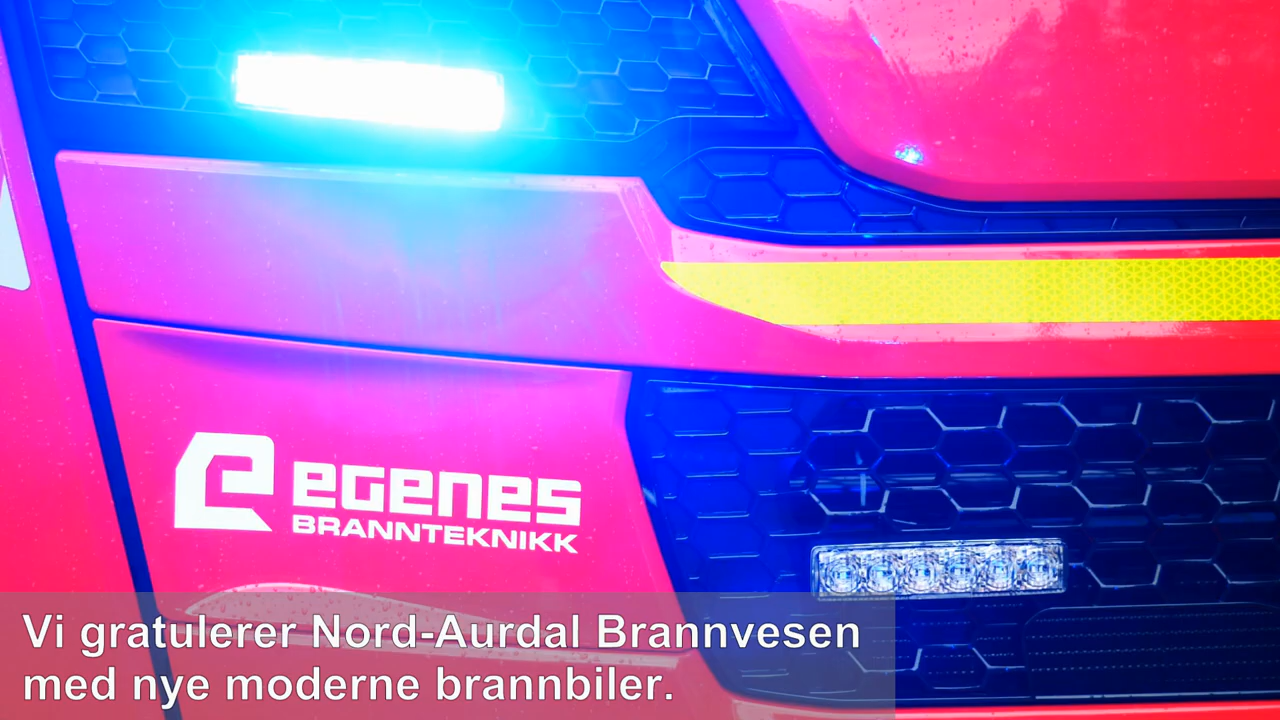 egenes
BRANNTEKNIKK
Vi gratulerer Nord-Aurdal Brannvesen
med nye moderne brannbiler.